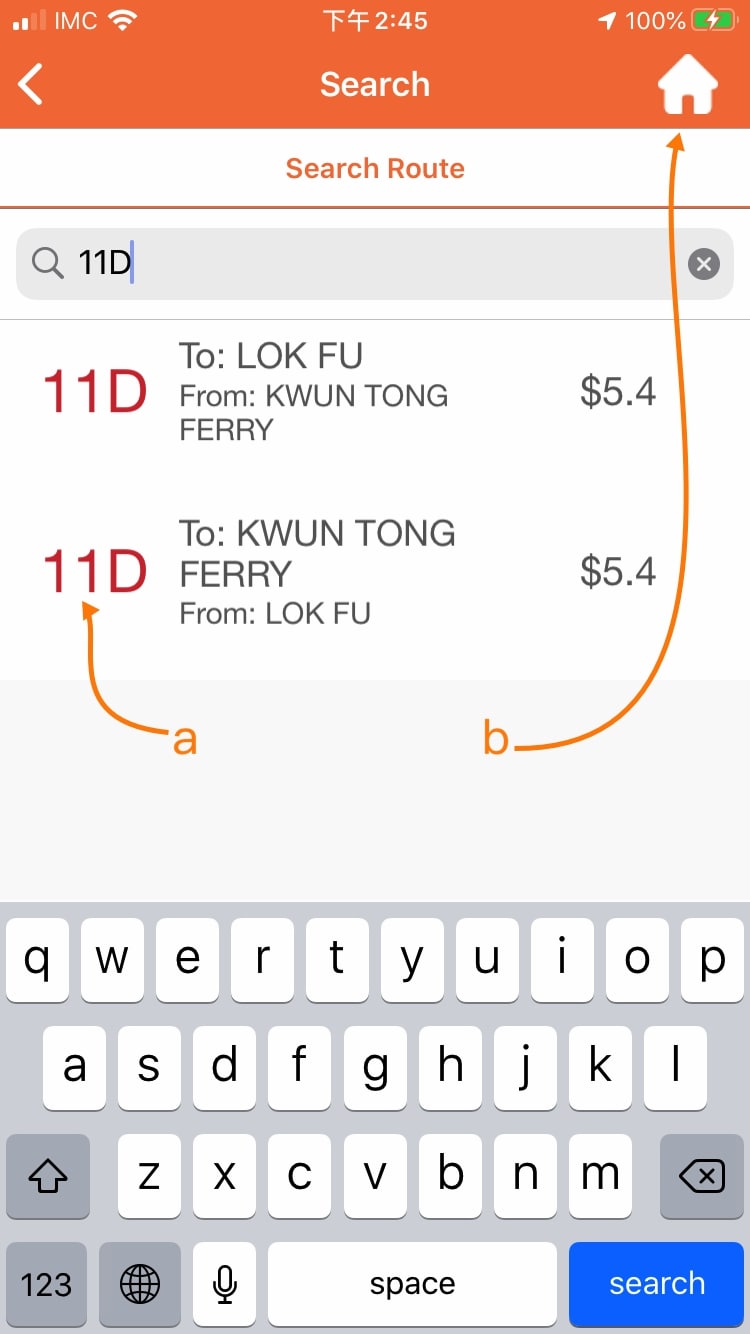 IMC 下午2:45 100%
Search
Search Route
11D
11D To: LOK FU $5.4
From: KWUN TONG
FERRY
11D To: KWUN TONG $5.4
FERRY
From: LOK FU
a b
q w e r t y u i o p
a s d f g h j k l
z x c v b n m
123 space search